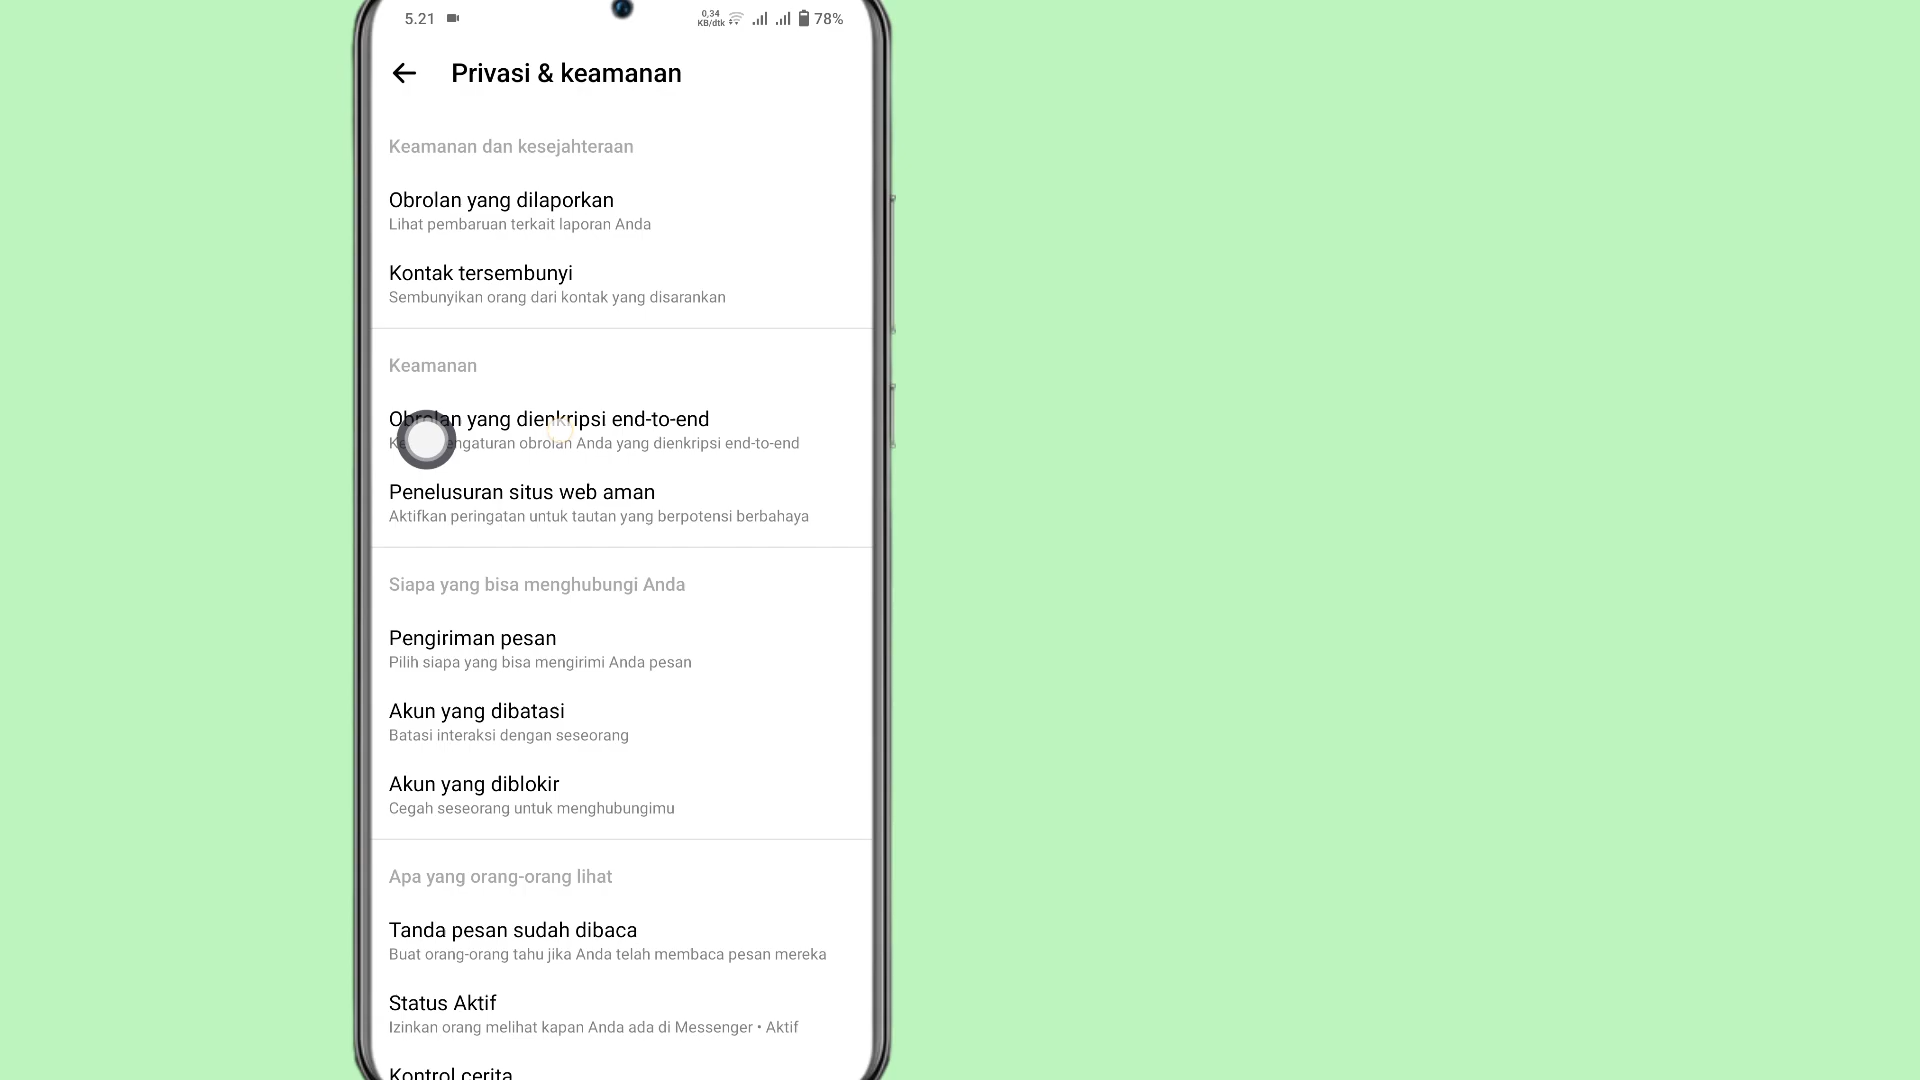 5.21
0,34
KB/dtk
78%
Privasi & keamanan
Keamanan dan kesejahteraan
Obrolan yang dilaporkan
Lihat pembaruan terkait laporan Anda
Kontak tersembunyi
Sembunyikan orang dari kontak yang disarankan
Keamanan
Obrolan yang dienkripsi end-to-end
pengaturan obrolan Anda yang dienkripsi end-to-end
Penelusuran situs web aman
Aktifkan peringatan untuk tautan yang berpotensi berbahaya
Siapa yang bisa menghubungi Anda
Pengiriman pesan
Pilih siapa yang bisa mengirimi Anda pesan
Akun yang dibatasi
Batasi interaksi dengan seseorang
Akun yang diblokir
Cegah seseorang untuk menghubungimu
Apa yang orang-orang lihat
Tanda pesan sudah dibaca
Buat orang-orang tahu jika Anda telah membaca pesan mereka
Status Aktif
Izinkan orang melihat kapan Anda ada di Messenger • Aktif
Kontrol cerita